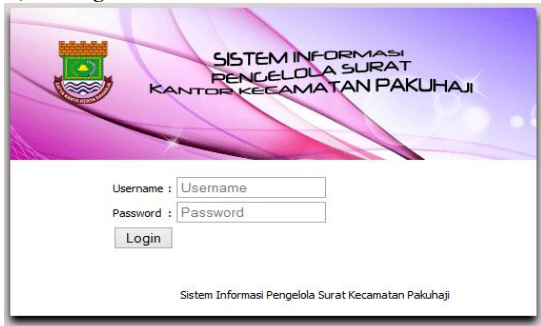 SISTEM INFORMASI
PENGELOLA SURAT
KANTOR KECAMATAN PAKUHAJI
Username : Username
Password : Password
Login
Sistem Informasi Pengelola Surat Kecamatan Pakuhaji